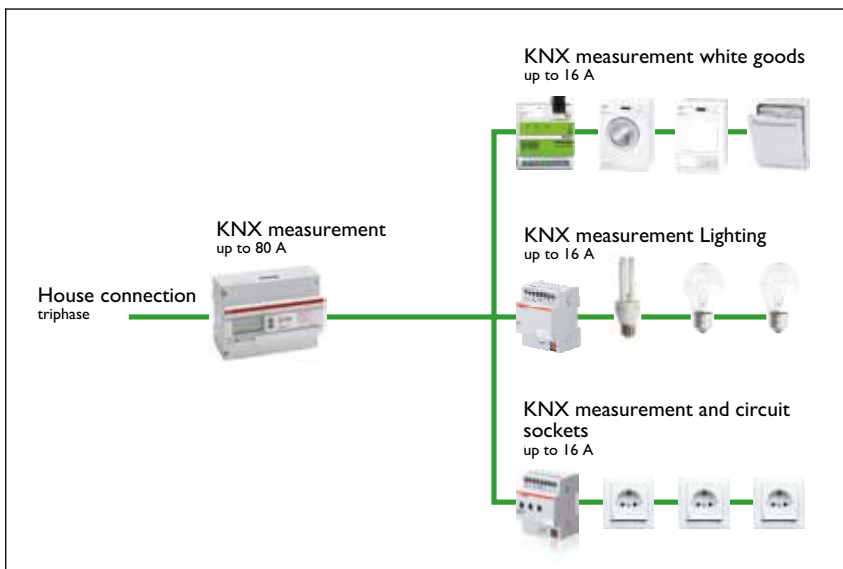 KNX measurement white goods
up to 16 A
KNX measurement
up to 80 A
KNX measurement Lighting
up to 16 A
House connection
triphase
KNX measurement and circuit
sockets
up to 16 A